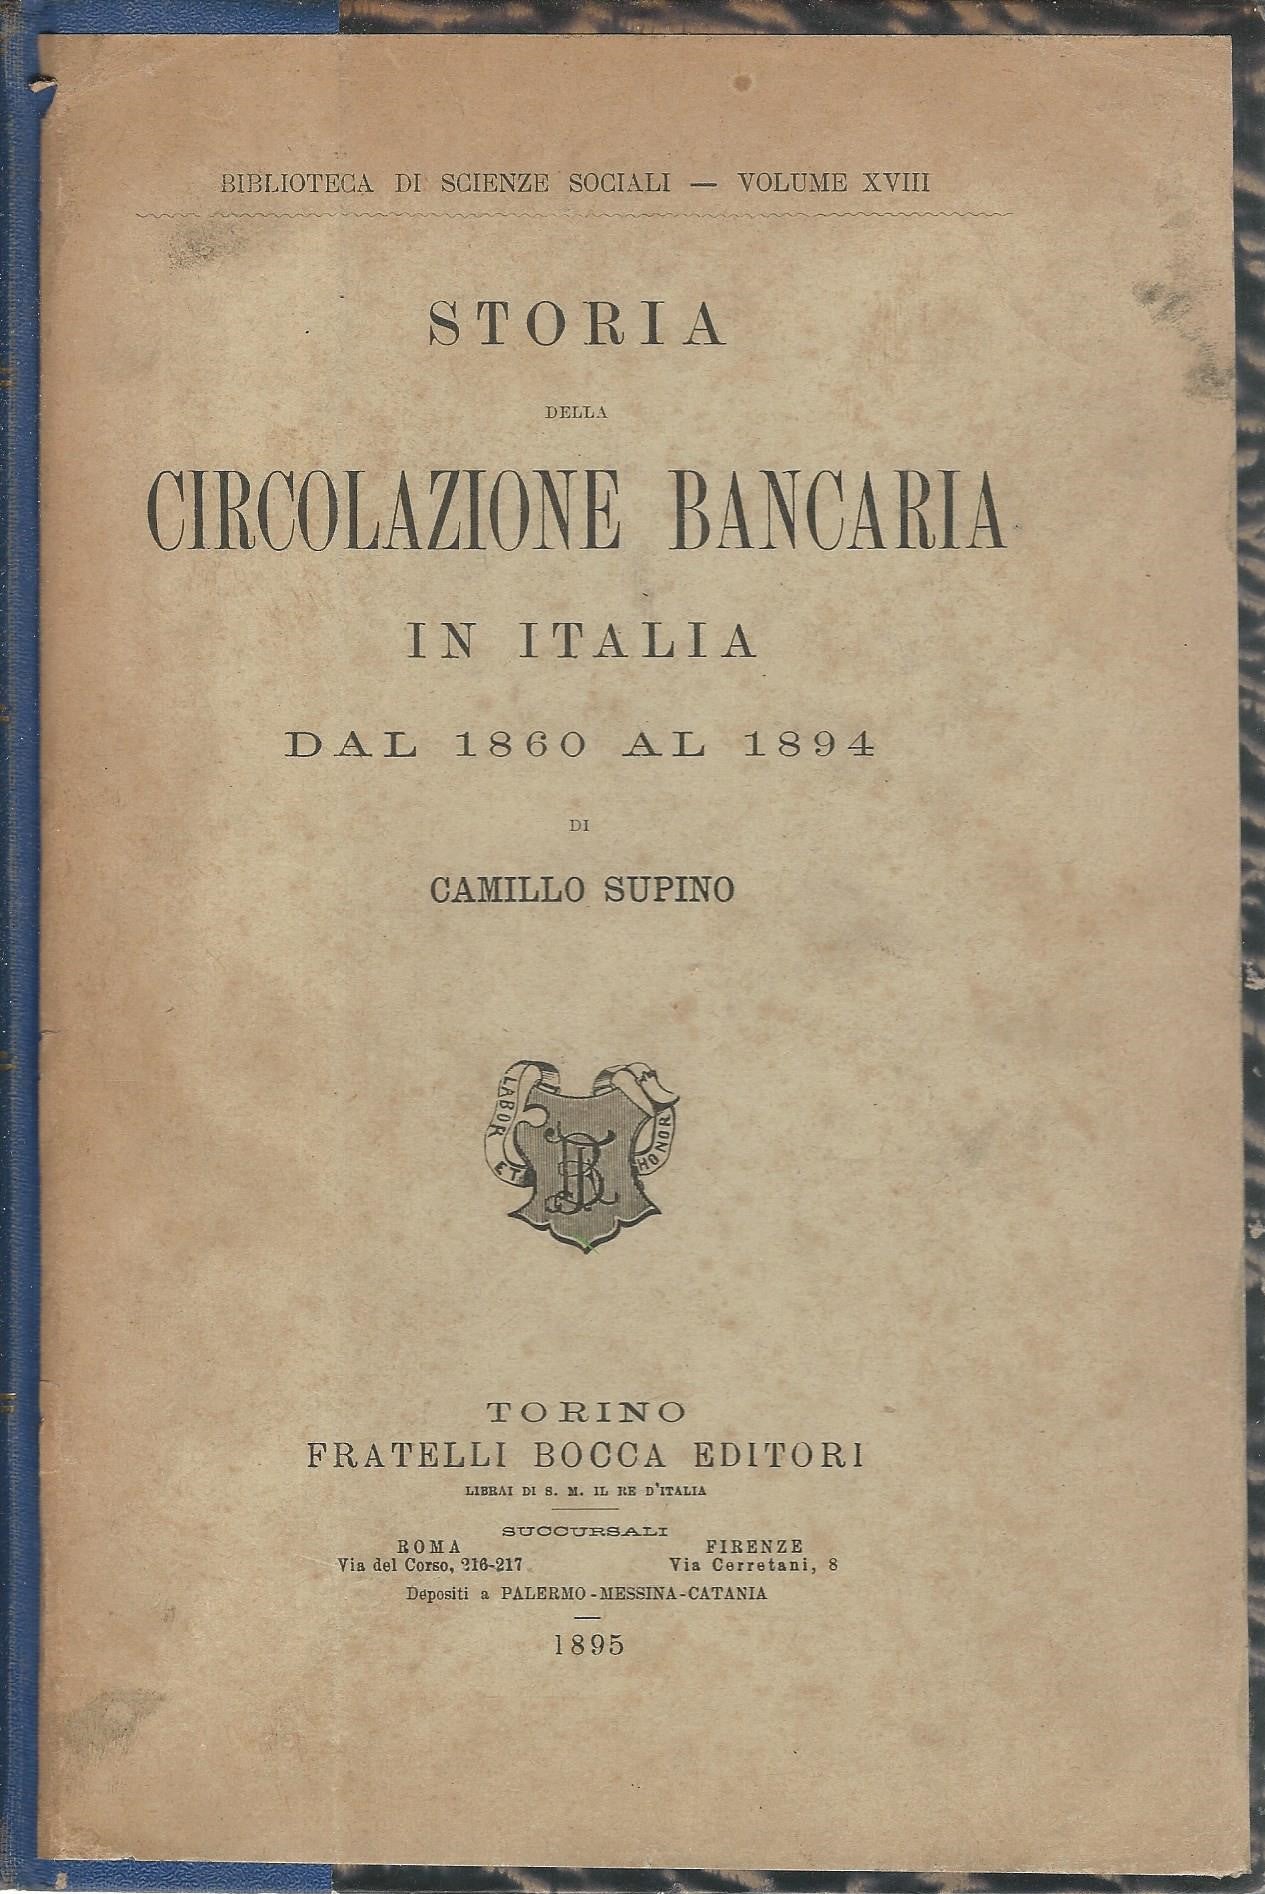 BIBLIOTECA DI SCIENZE SOCIALI — VOLUME XVIII
STORIA
DELLA
CIRCOLAZIONE BANCARIA
IN ITALIA
DAL 1860 AL 1894
DI
CAMILLO SUPINO
LABOR
ET
HONOR
TORINO
FRATELLI BOCCA EDITORI
LIBRAI DI S. M. IL RE D'ITALIA
SUCCURSALI
ROMA FIRENZE
Via del Corso, 216-217 Via Cerretani, 8
Depositi a PALERMO-MESSINA-CATANIA
1895